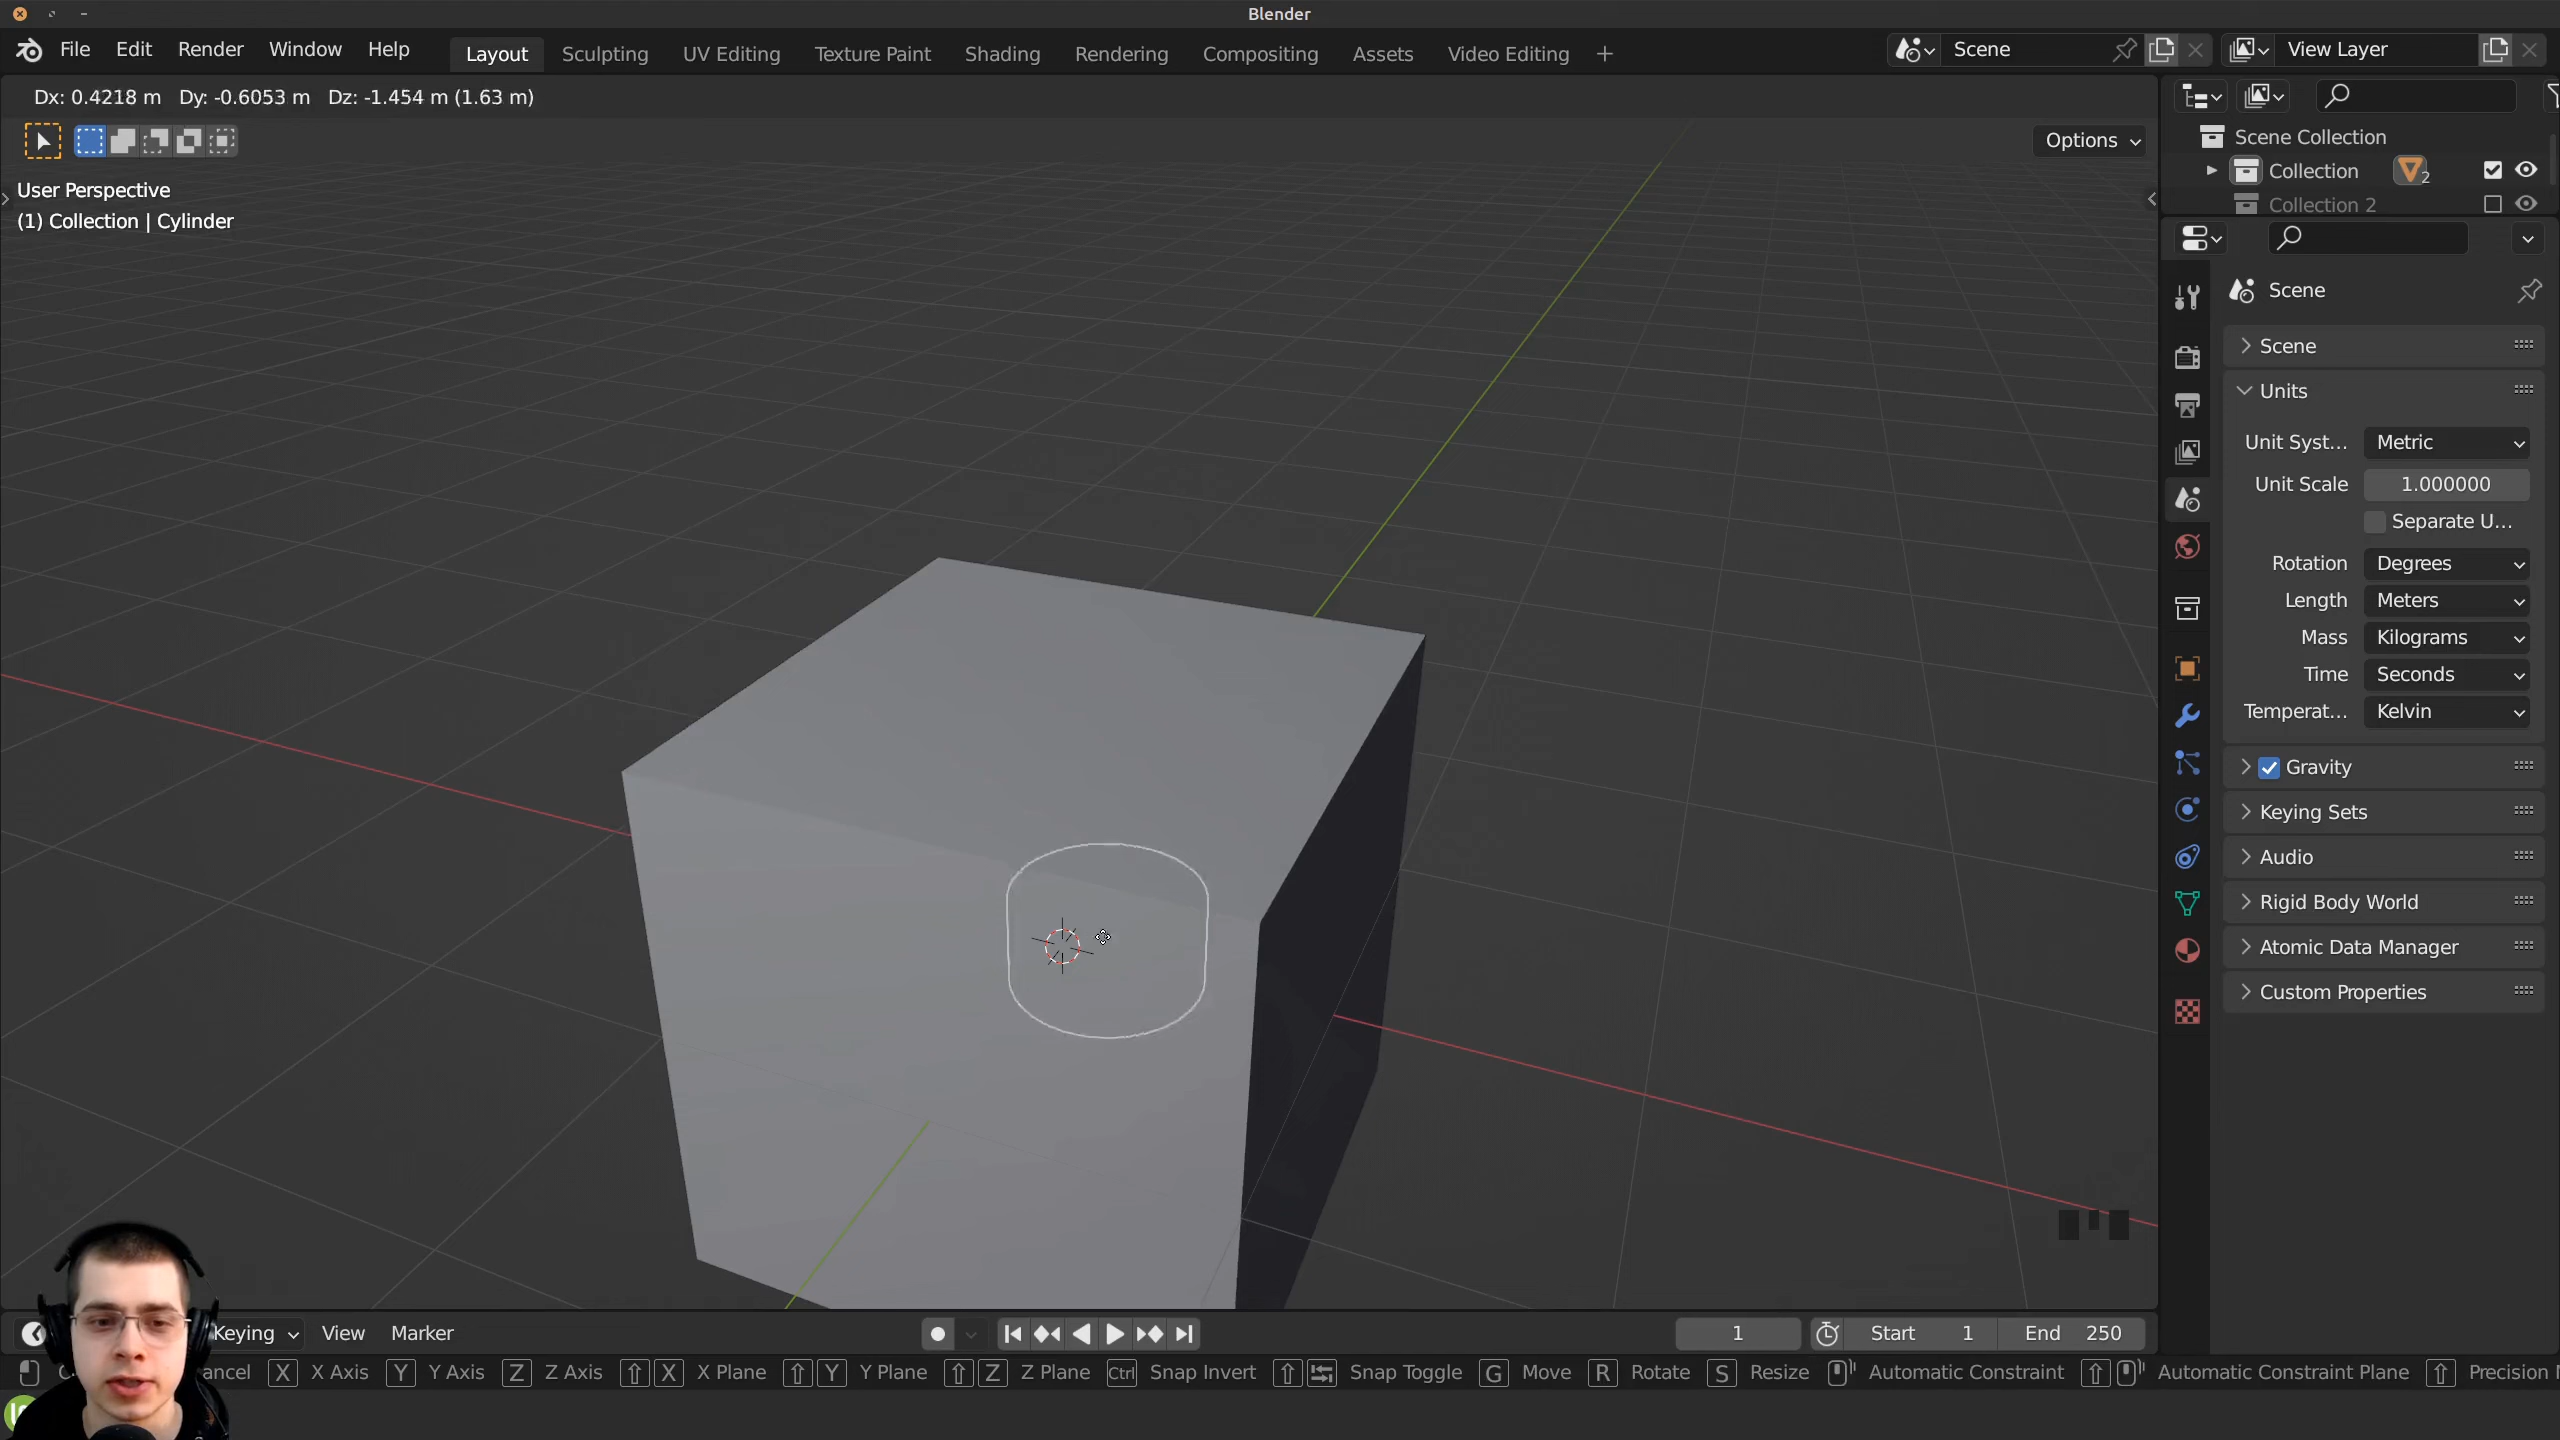 Blender
File Edit Render Window Help Layout Sculpting UV Editing Texture Paint Shading Rendering Compositing Assets Video Editing + Scene View Layer
Dx: 0.4218 m Dy: -0.6053 m Dz: -1.454 m (1.63 m)
Options
User Perspective
(1) Collection | Cylinder
Scene Collection
Collection 2
Collection 2
Scene
Scene
Units
Unit Syst... Metric
Unit Scale 1.000000
Separate U...
Rotation Degrees
Length Meters
Mass Kilograms
Time Seconds
Temperat... Kelvin
Gravity
Keying Sets
Audio
Rigid Body World
Atomic Data Manager
Custom Properties
Keying View Marker 1 Start 1 End 250
ancel X X Axis Y Y Axis Z Z Axis X X Plane Y Y Plane Z Z Plane Ctrl Snap Invert Snap Toggle G Move R Rotate S Resize Automatic Constraint Automatic Constraint Plane Precision